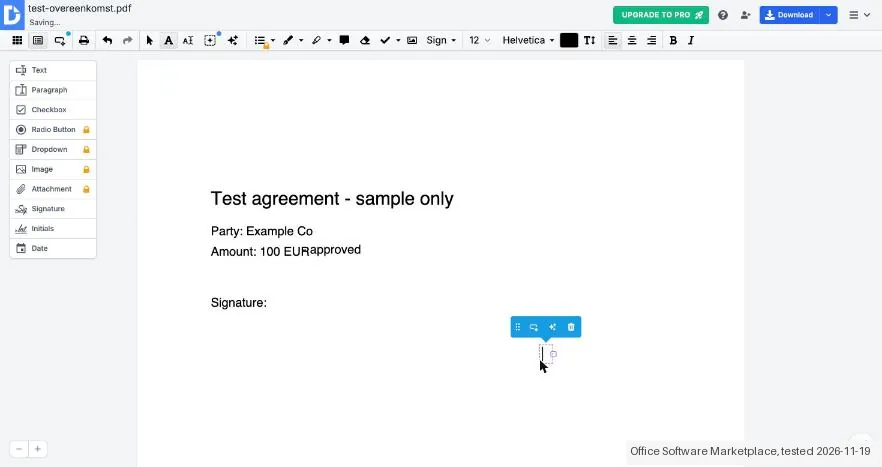 test-overeenkomst.pdf
Saving...
UPGRADE TO PRO
Download
Sign
12
Helvetica
Text
Paragraph
Checkbox
Radio Button
Dropdown
Image
Attachment
Signature
Initials
Date
Test agreement - sample only
Party: Example Co
Amount: 100 EURapproved
Signature:
Office Software Marketplace, tested 2026-11-19